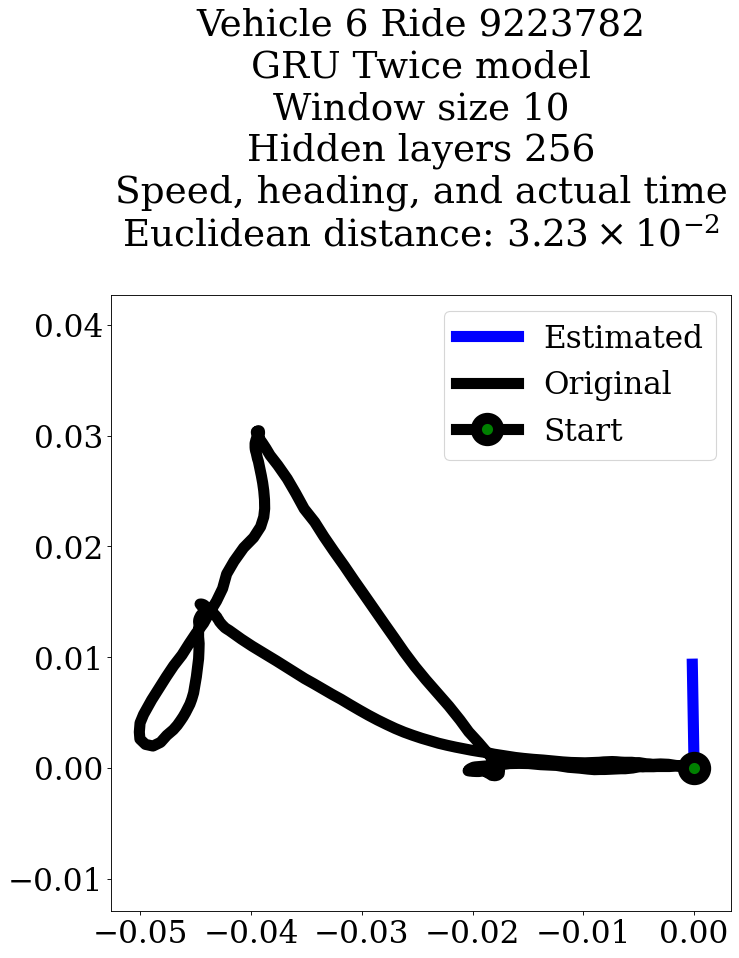 Vehicle 6 Ride 9223782
GRU Twice model
Window size 10
Hidden layers 256
Speed, heading, and actual time
Euclidean distance: 3.23 × 10⁻²
Estimated
Original
Start
0.04
0.03
0.02
0.01
0.00
−0.01
−0.05 −0.04 −0.03 −0.02 −0.01 0.00